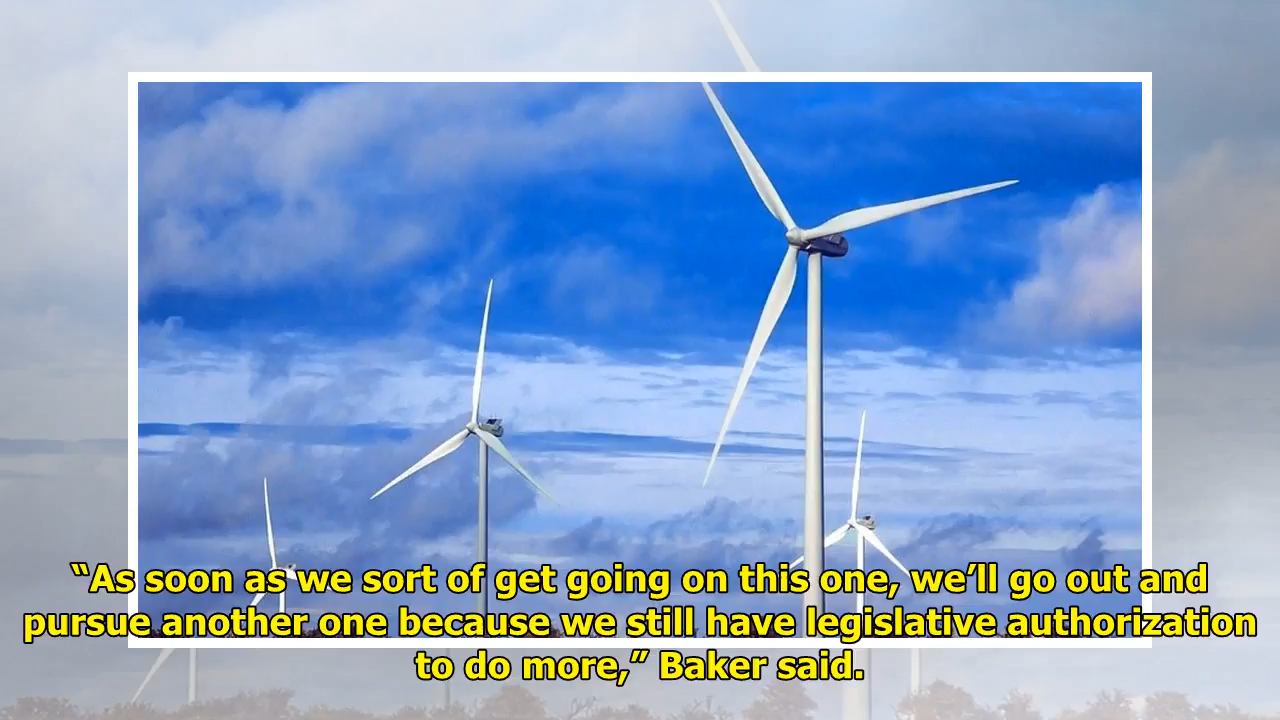 “As soon as we sort of get going on this one, we’ll go out and
pursue another one because we still have legislative authorization
to do more,” Baker said.